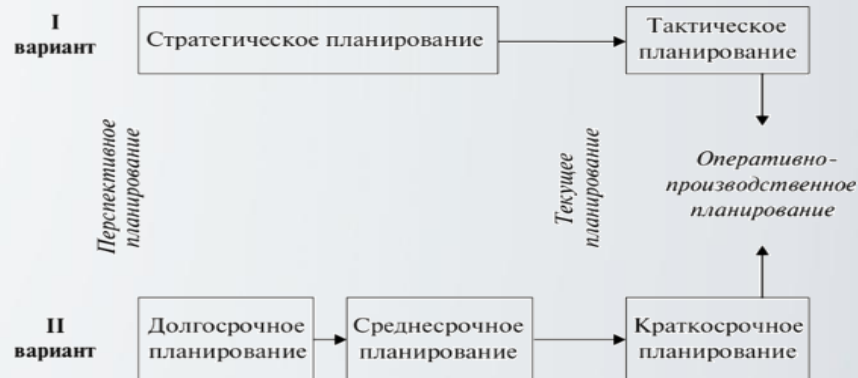 I
вариант
Стратегическое планирование
Тактическое
планирование
Перспективное
планирование
Текущее
планирование
Оперативно-
производственное
планирование
II
вариант
Долгосрочное
планирование
Среднесрочное
планирование
Краткосрочное
планирование